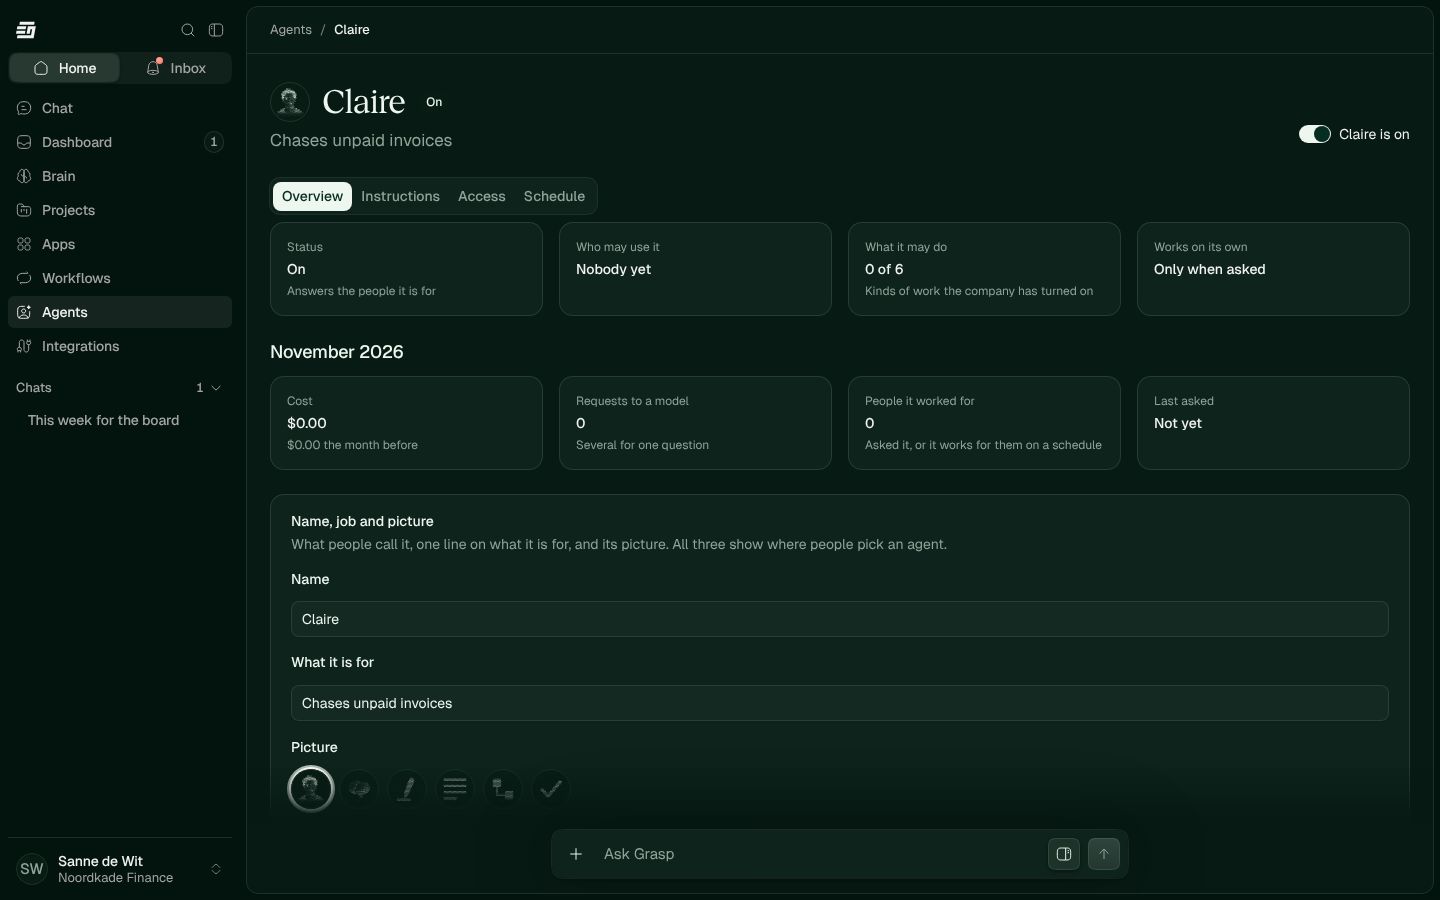 Agents / Claire
Home
Inbox
Chat
Dashboard 1
Brain
Projects
Apps
Workflows
Agents
Integrations
Chats 1
This week for the board
SW
Sanne de Wit
Noordkade Finance
Claire On
Chases unpaid invoices
Claire is on
Overview Instructions Access Schedule
Status
On
Answers the people it is for
Who may use it
Nobody yet
What it may do
0 of 6
Kinds of work the company has turned on
Works on its own
Only when asked
November 2026
Cost
$0.00
$0.00 the month before
Requests to a model
0
Several for one question
People it worked for
0
Asked it, or it works for them on a schedule
Last asked
Not yet
Name, job and picture
What people call it, one line on what it is for, and its picture. All three show where people pick an agent.
Name
Claire
What it is for
Chases unpaid invoices
Picture
Ask Grasp